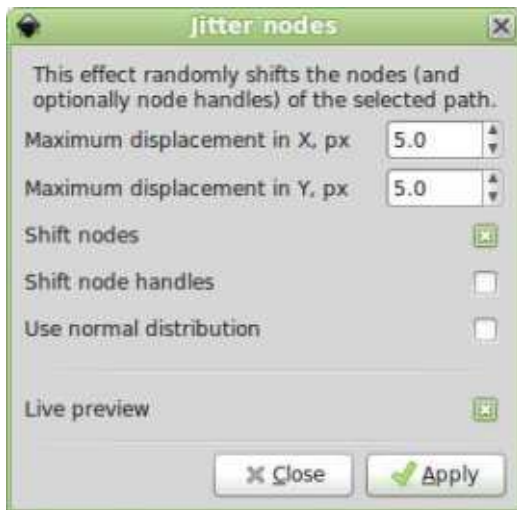 Jitter nodes
This effect randomly shifts the nodes (and
optionally node handles) of the selected path.
Maximum displacement in X, px 5.0
Maximum displacement in Y, px 5.0
Shift nodes
Shift node handles
Use normal distribution
Live preview
Close Apply